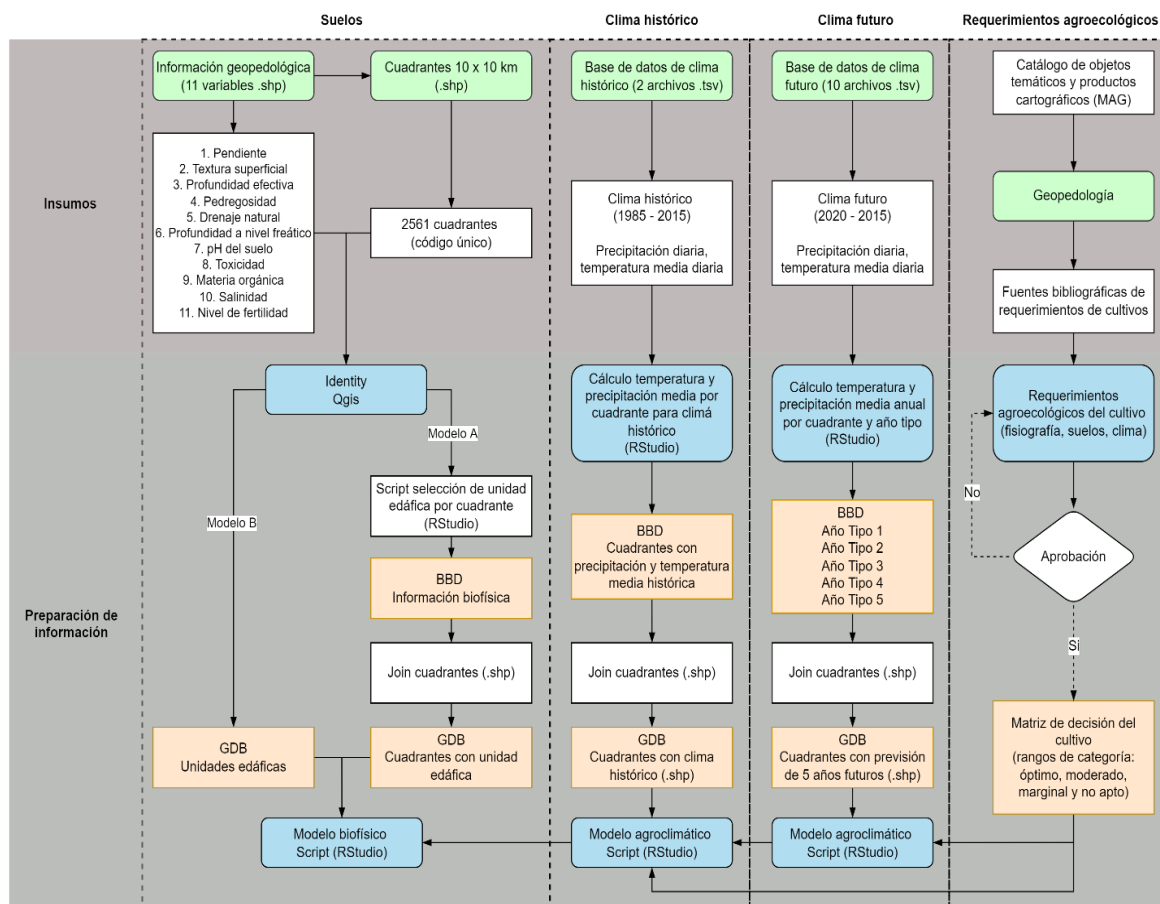 Suelos
Clima histórico
Clima futuro
Requerimientos agroecológicos
Insumos
Información geopedológica
(11 variables .shp)
Cuadrantes 10 x 10 km
(.shp)
1. Pendiente
2. Textura superficial
3. Profundidad efectiva
4. Pedregosidad
5. Drenaje natural
6. Profundidad a nivel freático
7. pH del suelo
8. Toxicidad
9. Materia orgánica
10. Salinidad
11. Nivel de fertilidad
2561 cuadrantes
(código único)
Base de datos de clima
histórico (2 archivos .tsv)
Clima histórico
(1985 - 2015)
Precipitación diaria,
temperatura media diaria
Base de datos de clima
futuro (10 archivos .tsv)
Clima futuro
(2020 - 2015)
Precipitación diaria,
temperatura media diaria
Catálogo de objetos
temáticos y productos
cartográficos (MAG)
Geopedología
Fuentes bibliográficas de
requerimientos de cultivos
Preparación de
información
Identity
Qgis
Modelo A
Modelo B
Script selección de unidad
edáfica por cuadrante
(RStudio)
BBD
Información biofísica
Join cuadrantes (.shp)
GDB
Unidades edáficas
GDB
Cuadrantes con unidad
edáfica
Modelo biofísico
Script (RStudio)
Cálculo temperatura y
precipitación media por
cuadrante para climá
histórico
(RStudio)
BBD
Cuadrantes con
precipitación y temperatura
media histórica
Join cuadrantes (.shp)
GDB
Cuadrantes con clima
histórico (.shp)
Modelo agroclimático
Script (RStudio)
Cálculo temperatura y
precipitación media anual
por cuadrante y año tipo
(RStudio)
BBD
Año Tipo 1
Año Tipo 2
Año Tipo 3
Año Tipo 4
Año Tipo 5
Join cuadrantes (.shp)
GDB
Cuadrantes con previsión
de 5 años futuros (.shp)
Modelo agroclimático
Script (RStudio)
Requerimientos
agroecológicos del cultivo
(fisiografía, suelos, clima)
No
Aprobación
Si
Matriz de decisión del
cultivo
(rangos de categoría:
óptimo, moderado,
marginal y no apto)